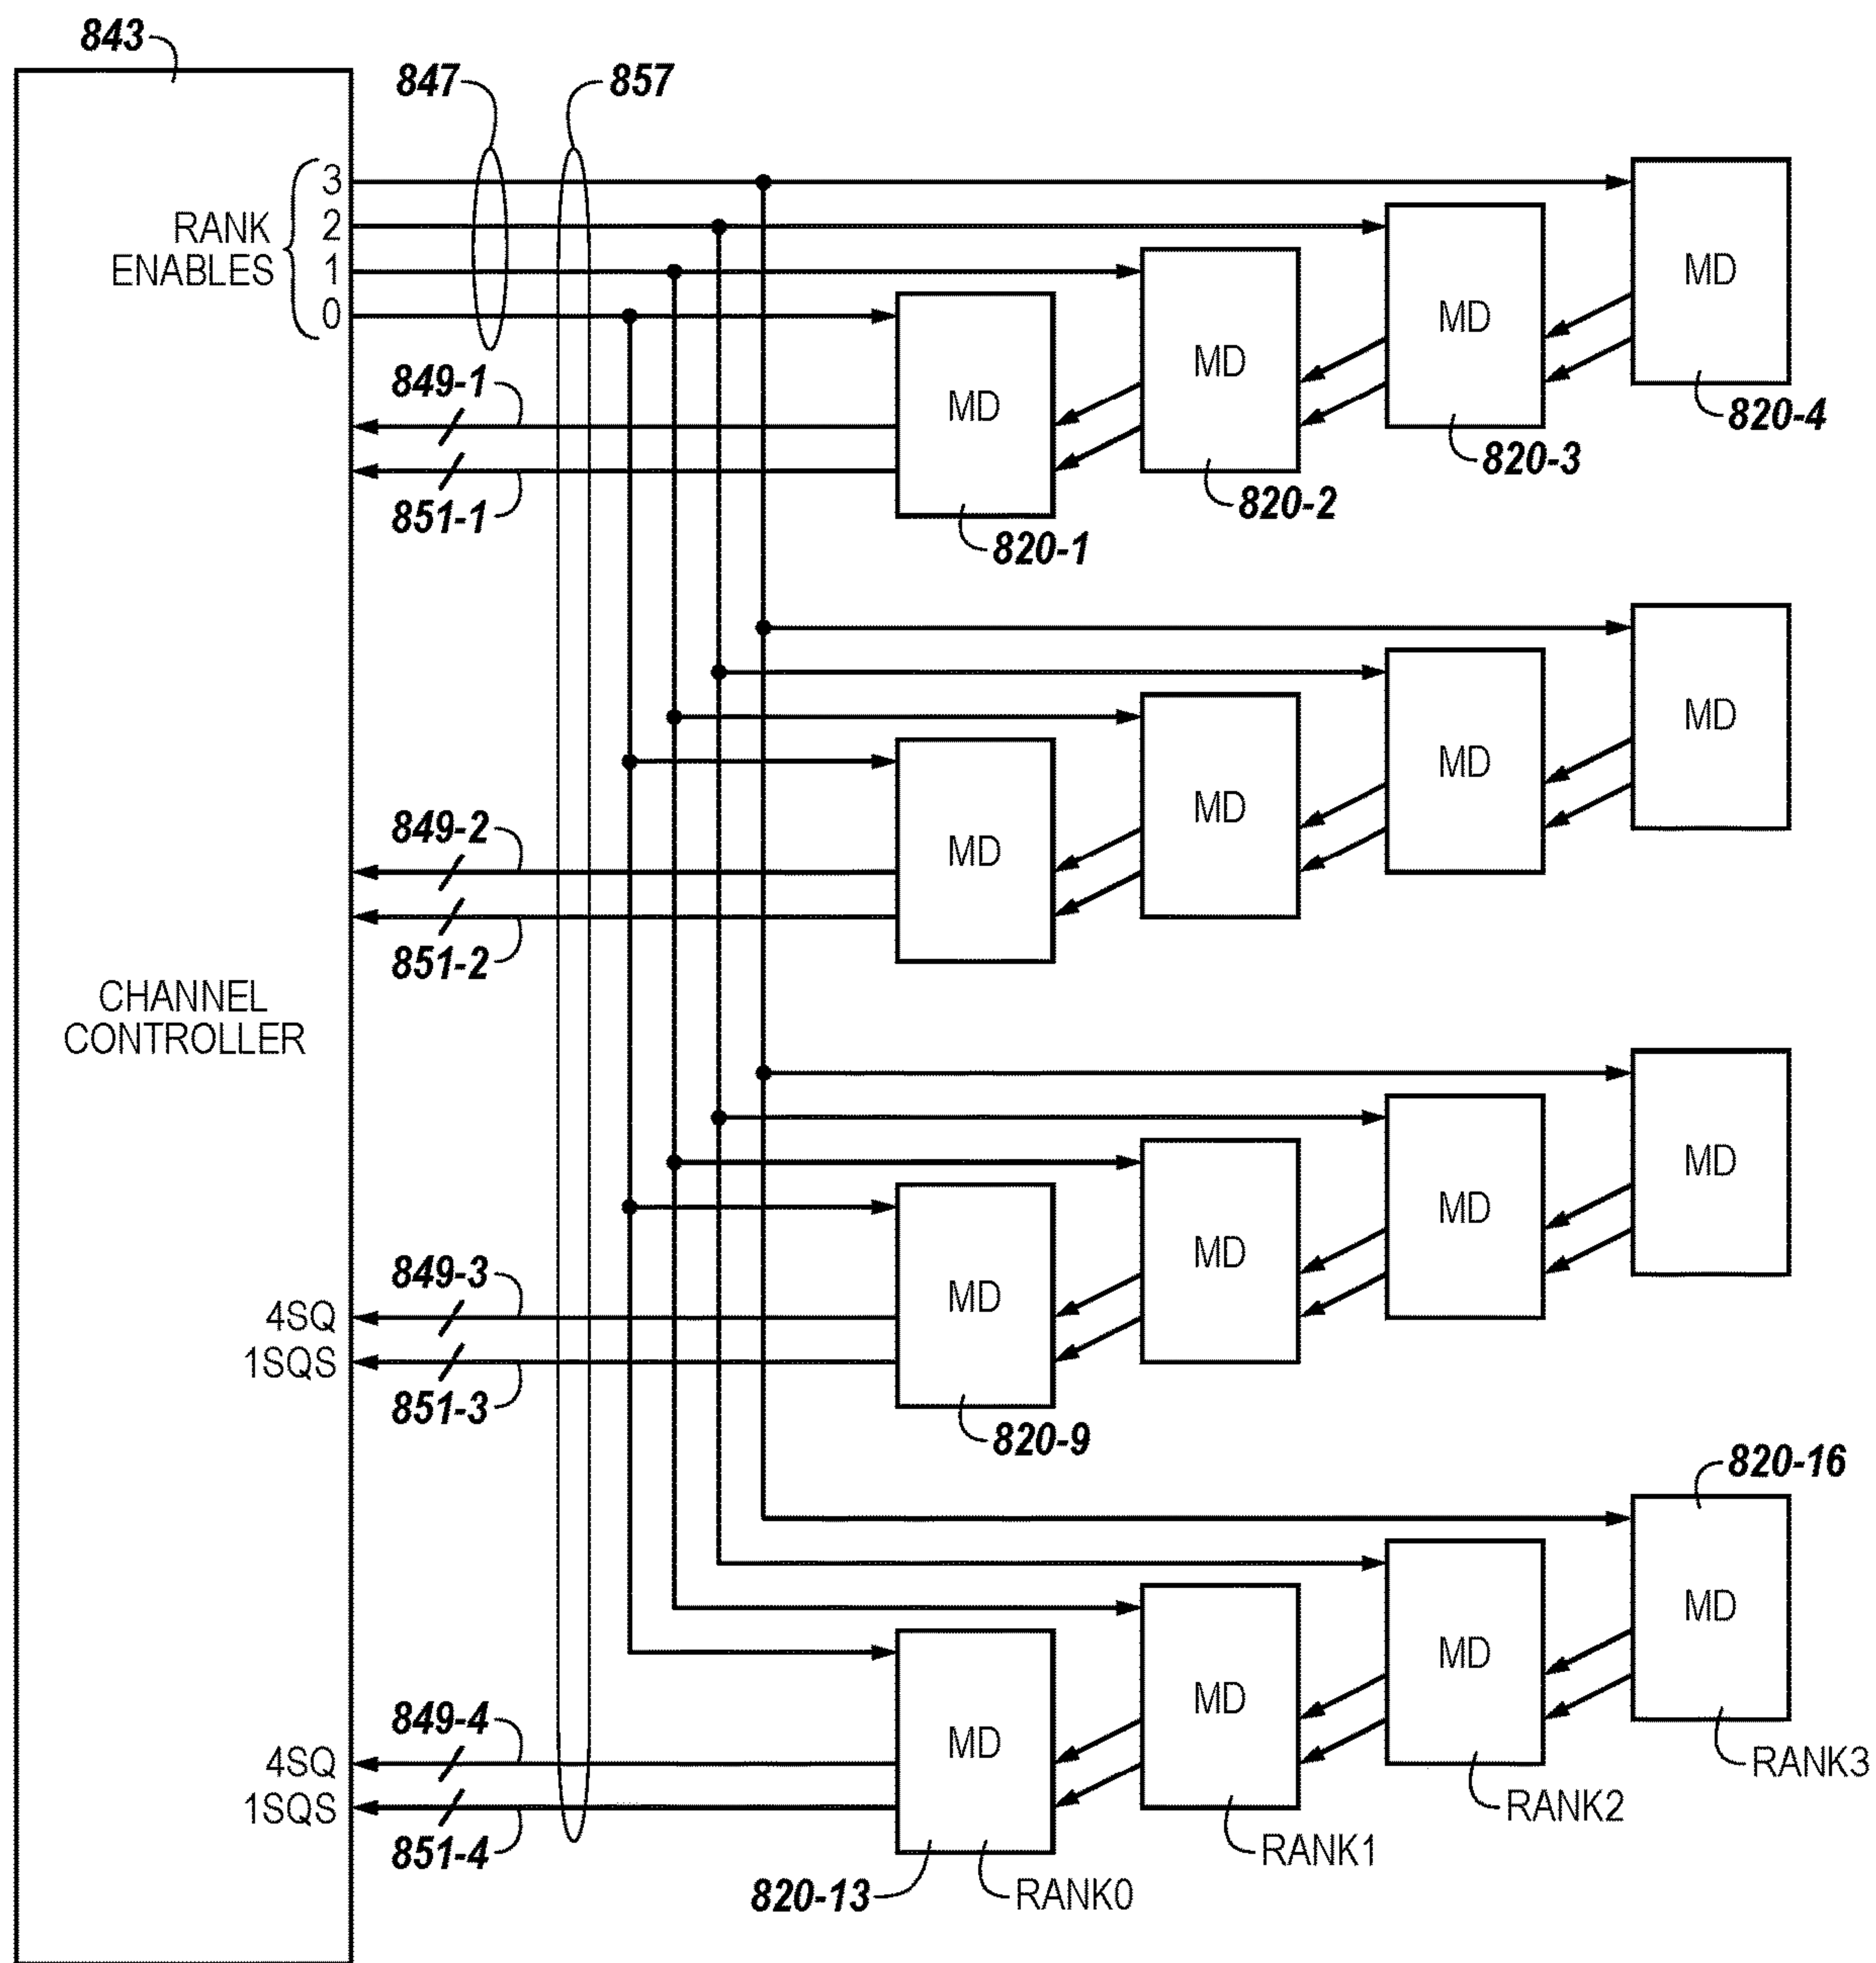 843
847
857
3
RANK
ENABLES
2
1
0
MD
MD
MD
MD
820-4
820-3
820-2
820-1
849-1
851-1
MD
MD
MD
MD
849-2
851-2
CHANNEL
CONTROLLER
MD
MD
MD
MD
849-3
4SQ
1SQS
851-3
820-9
820-16
MD
MD
MD
MD
849-4
4SQ
1SQS
851-4
RANK3
RANK2
RANK1
820-13
RANK0